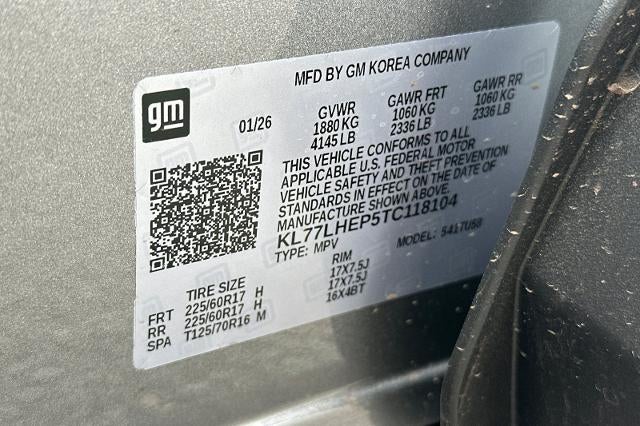 MFD BY GM KOREA COMPANY
gm
01/26
GVWR
1880 KG
4145 LB
GAWR FRT
1060 KG
2336 LB
GAWR RR
1060 KG
2336 LB
THIS VEHICLE CONFORMS TO ALL
APPLICABLE U.S. FEDERAL MOTOR
VEHICLE SAFETY AND THEFT PREVENTION
STANDARDS IN EFFECT ON THE DATE OF
MANUFACTURE SHOWN ABOVE.
KL77LHEP5TC118104
TYPE: MPV
MODEL: 5417U58
TIRE SIZE
RIM
FRT 225/60R17 H 17X7.5J
RR 225/60R17 H 17X7.5J
SPA T125/70R16 M 16X4BT